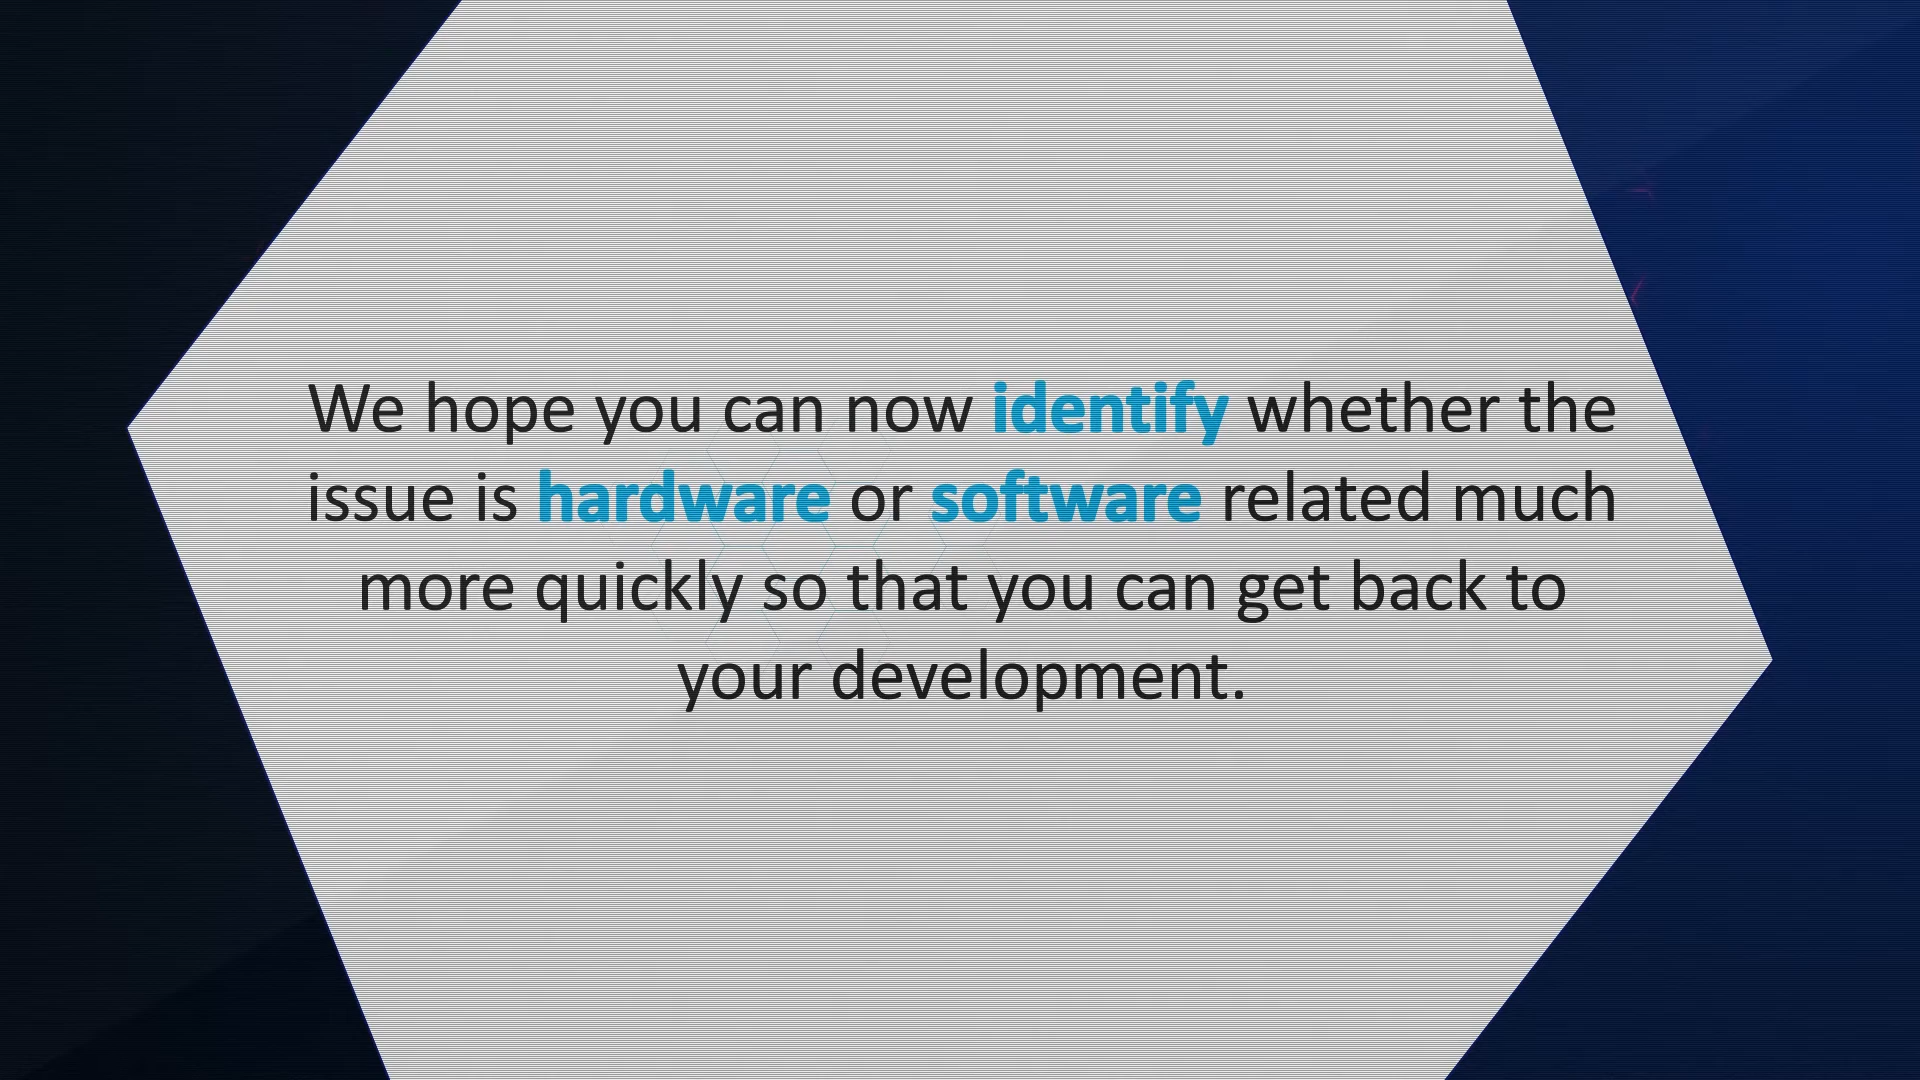 We hope you can now identify whether the
issue is hardware or software related much
more quickly so that you can get back to
your development.